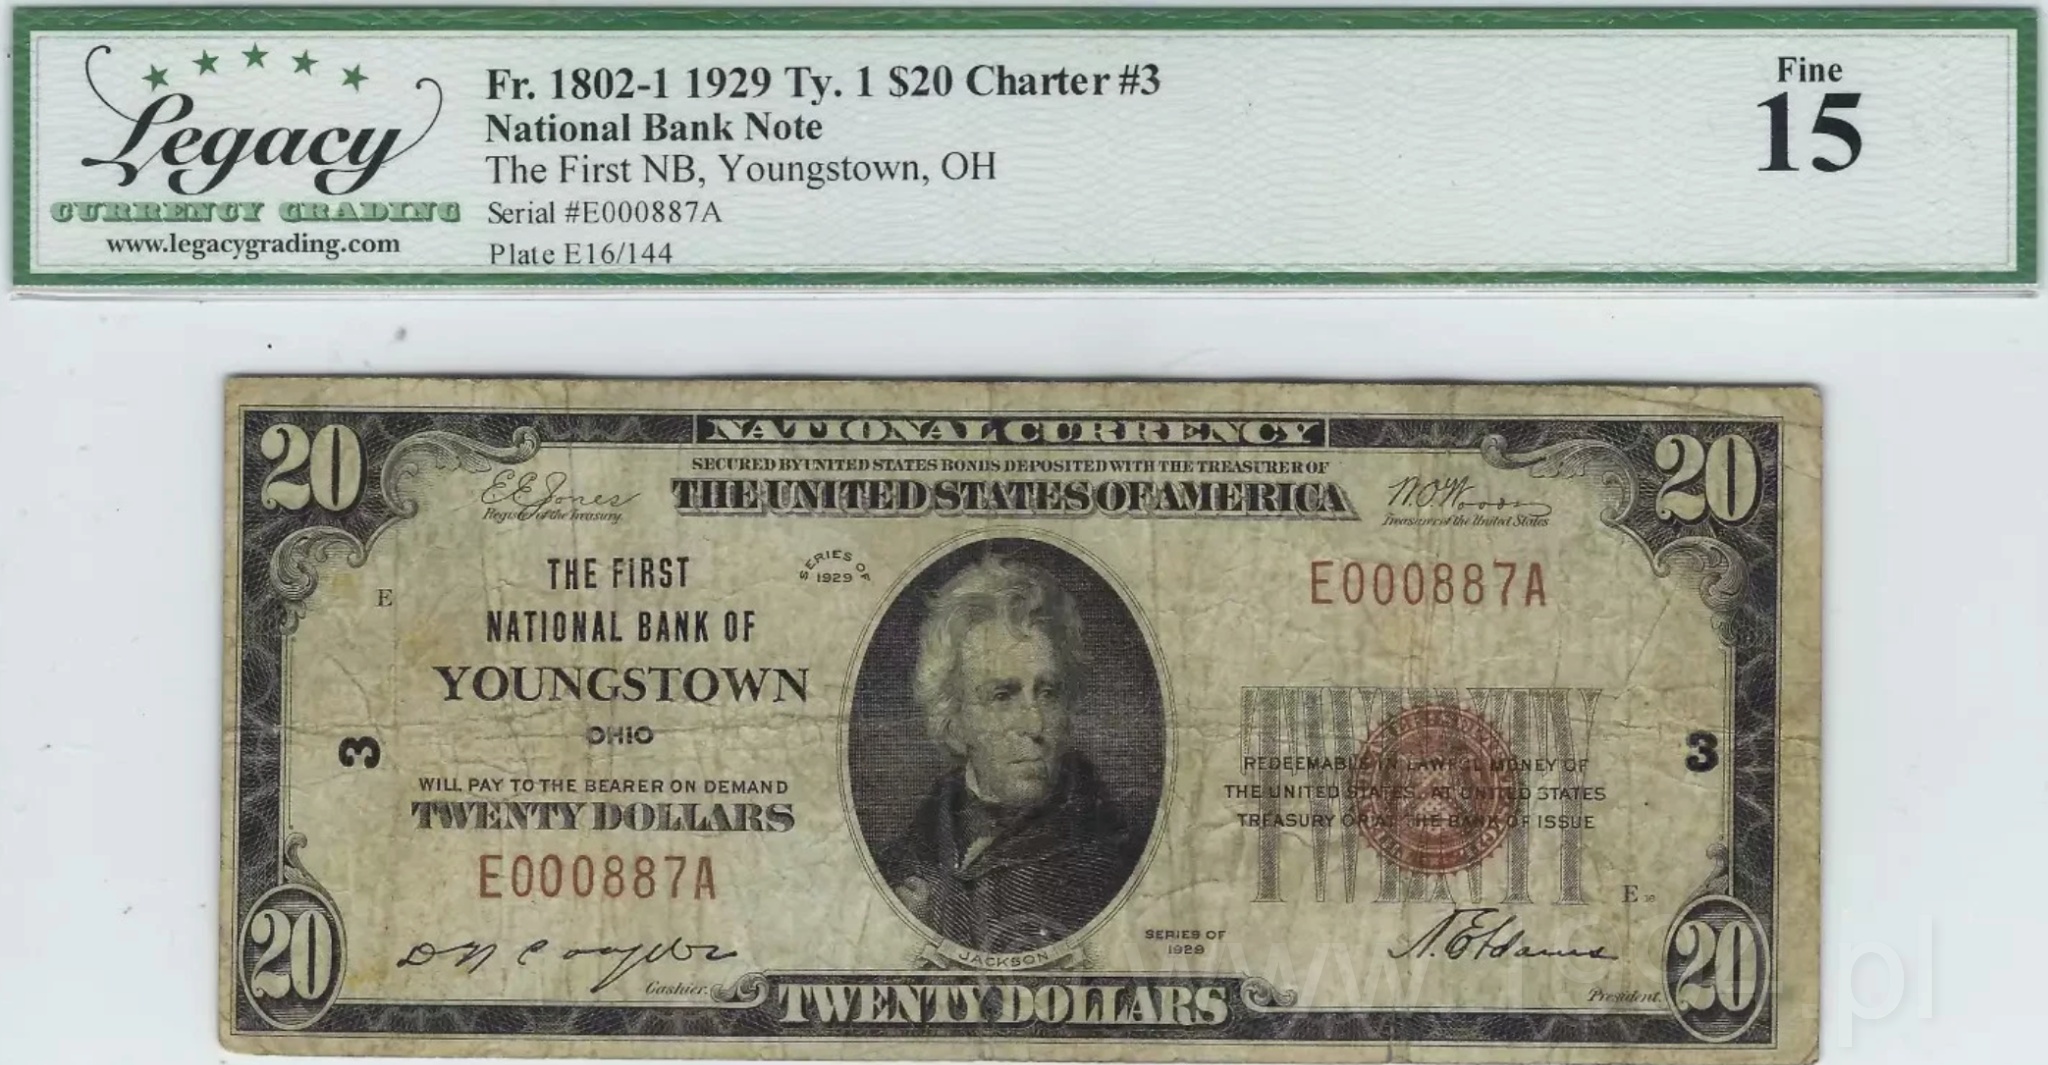 Legacy
CURRENCY GRADING
www.legacygrading.com
Fr. 1802-1 1929 Ty. 1 $20 Charter #3
National Bank Note
The First NB, Youngstown, OH
Serial #E000887A
Plate E16/144
Fine
15
20
NATIONAL CURRENCY
20
SECURED BY UNITED STATES BONDS DEPOSITED WITH THE TREASURER OF
THE UNITED STATES OF AMERICA
E E Jones
Register of the Treasury.
W.O. Woods
Treasurer of the United States
THE FIRST
NATIONAL BANK OF
YOUNGSTOWN
OHIO
SERIES OF
1929
E000887A
E
3
3
WILL PAY TO THE BEARER ON DEMAND
TWENTY DOLLARS
E000887A
TWENTY
REDEEMABLE IN LAWFUL MONEY OF
THE UNITED STATES AT UNITED STATES
TREASURY OR AT THE BANK OF ISSUE
E 16
Cashier.
JACKSON
SERIES OF
1929
President.
20
TWENTY DOLLARS
20